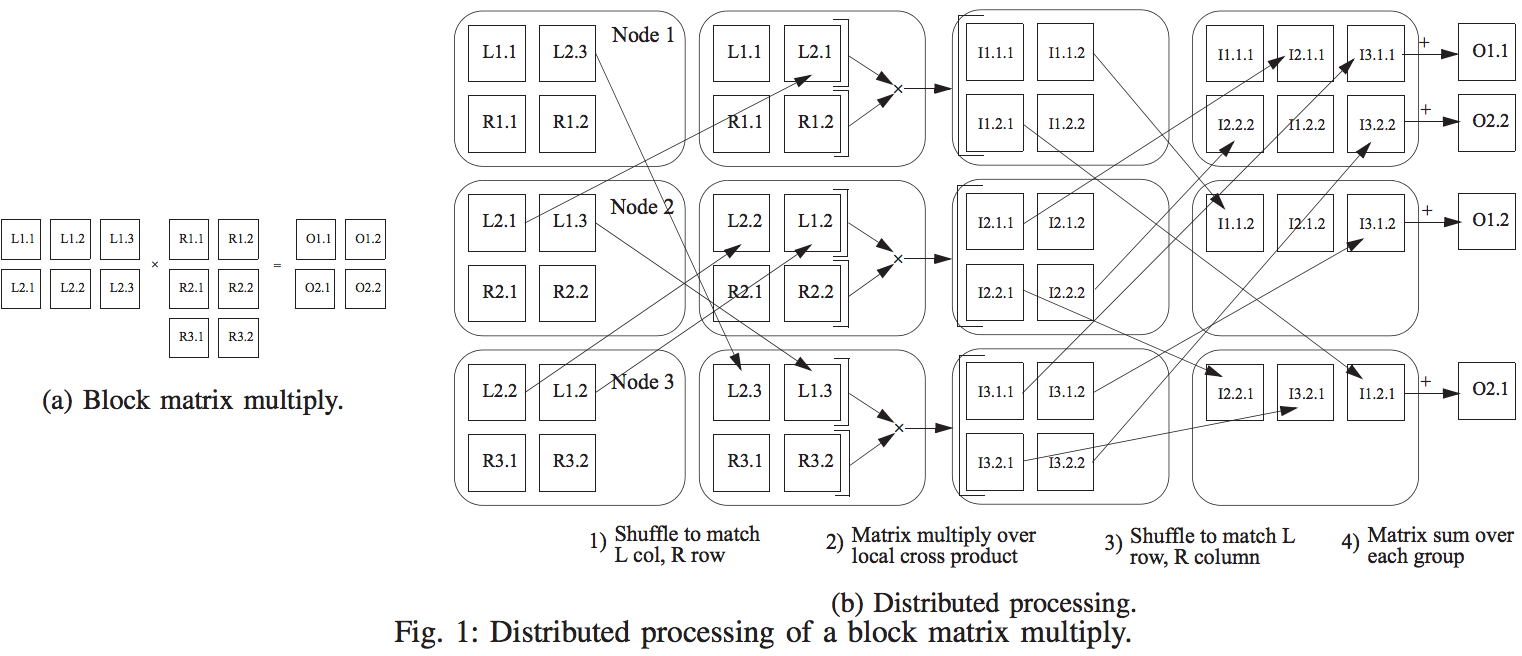 L1.1 L1.2 L1.3 R1.1 R1.2 O1.1 O1.2
× =
L2.1 L2.2 L2.3 R2.1 R2.2 O2.1 O2.2
R3.1 R3.2
(a) Block matrix multiply.
L1.1 L2.3 Node 1 L1.1 L2.1 I1.1.1 I1.1.2 I1.1.1 I2.1.1 I3.1.1 + O1.1
×
R1.1 R1.2 R1.1 R1.2 I1.2.1 I1.2.2 I2.2.2 I1.2.2 I3.2.2 + O2.2
L2.1 L1.3 Node 2 L2.2 L1.2 I2.1.1 I2.1.2 I1.1.2 I2.1.2 I3.1.2 + O1.2
×
R2.1 R2.2 R2.1 R2.2 I2.2.1 I2.2.2
L2.2 L1.2 Node 3 L2.3 L1.3 I3.1.1 I3.1.2 I2.2.1 I3.2.1 I1.2.1 + O2.1
×
R3.1 R3.2 R3.1 R3.2 I3.2.1 I3.2.2
1) Shuffle to match
L col, R row
2) Matrix multiply over
local cross product
3) Shuffle to match L
row, R column
4) Matrix sum over
each group
(b) Distributed processing.
Fig. 1: Distributed processing of a block matrix multiply.